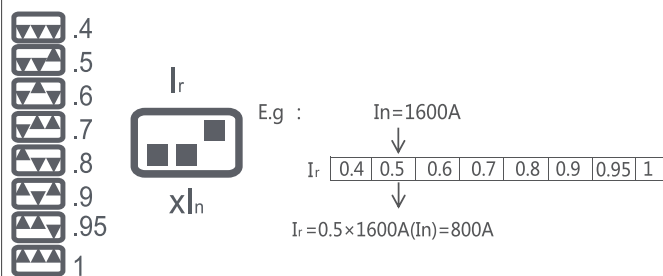 .4
.5
.6
.7
.8
.9
.95
1
Ir
xIn
E.g : In=1600A
Ir 0.4 0.5 0.6 0.7 0.8 0.9 0.95 1
Ir=0.5×1600A(In)=800A